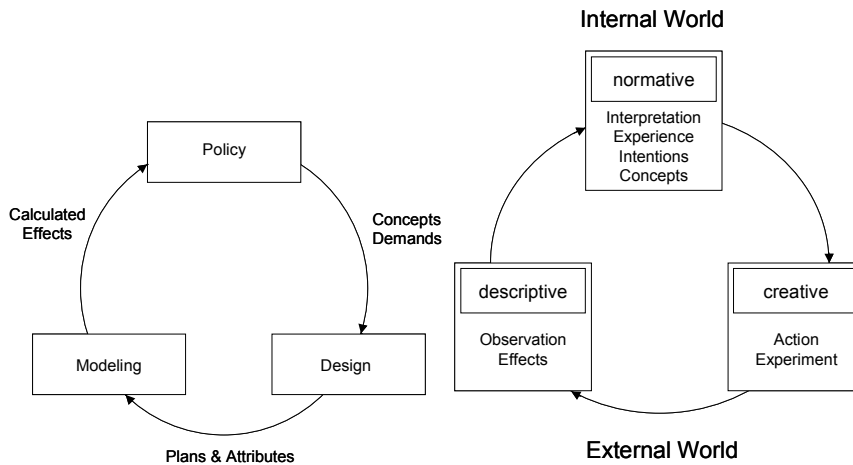 Policy
Calculated
Effects
Concepts
Demands
Modeling
Design
Plans & Attributes
Internal World
normative
Interpretation
Experience
Intentions
Concepts
descriptive
Observation
Effects
creative
Action
Experiment
External World